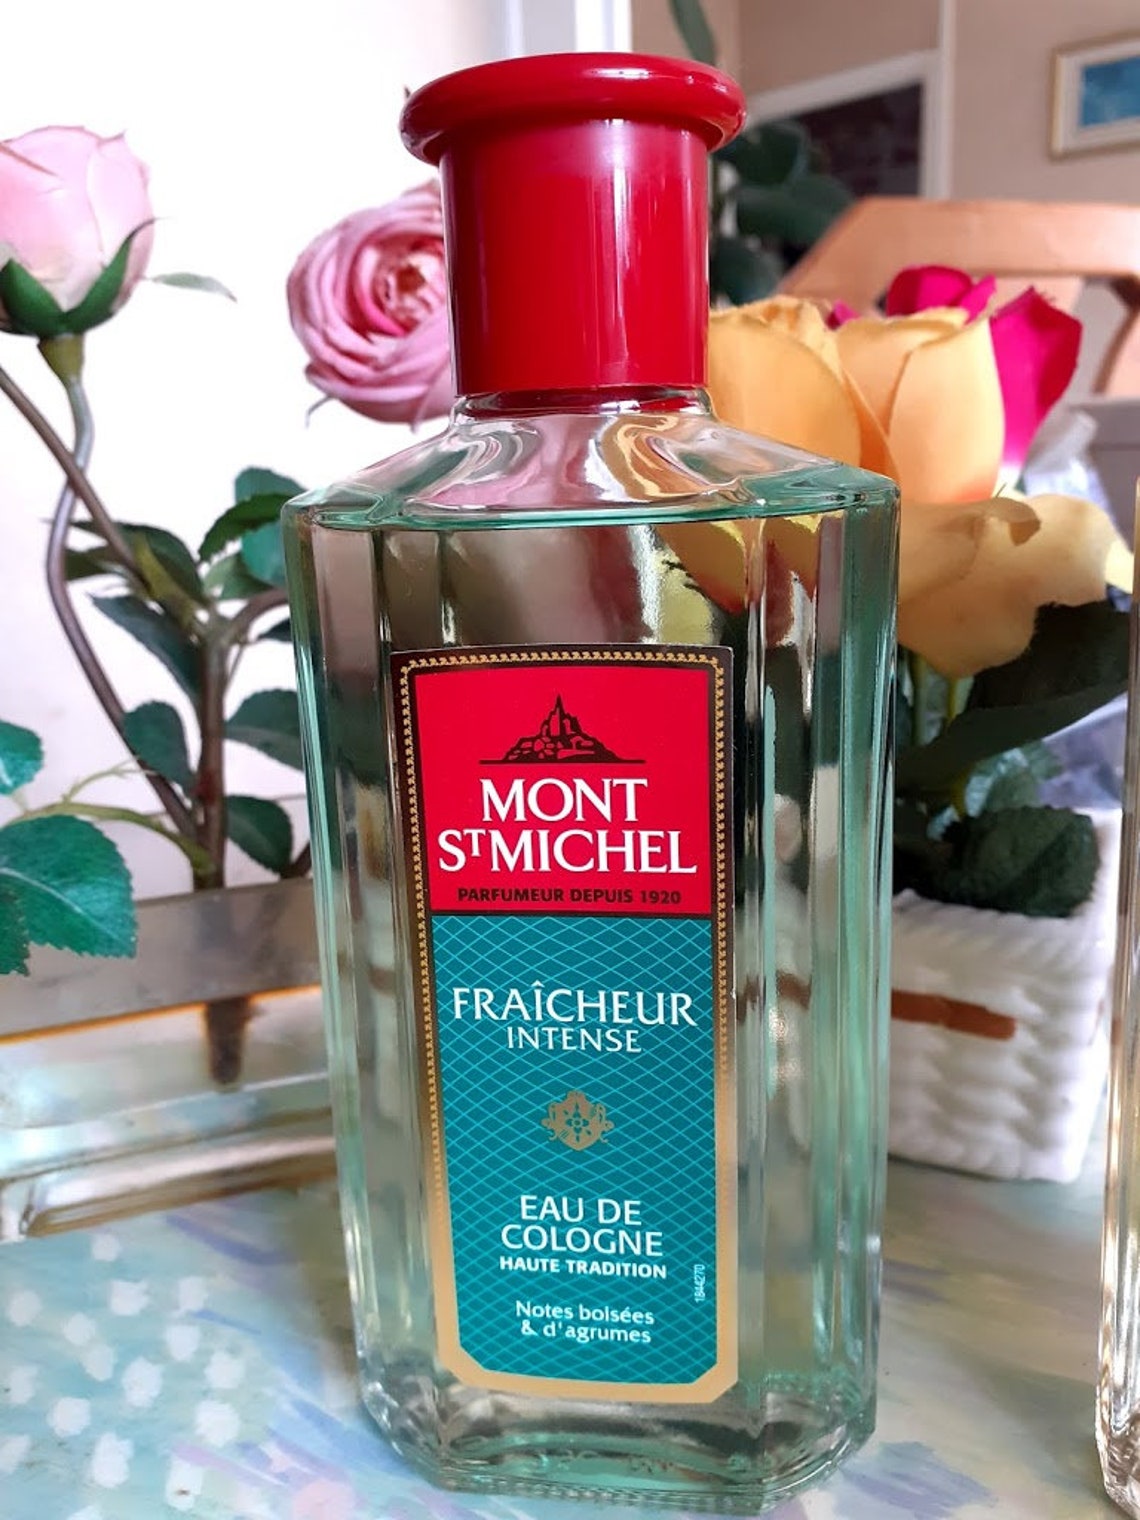 MONT
ST MICHEL
PARFUMEUR DEPUIS 1920
FRAÎCHEUR
INTENSE
EAU DE
COLOGNE
HAUTE TRADITION
Notes boisées
& d'agrumes
1844270